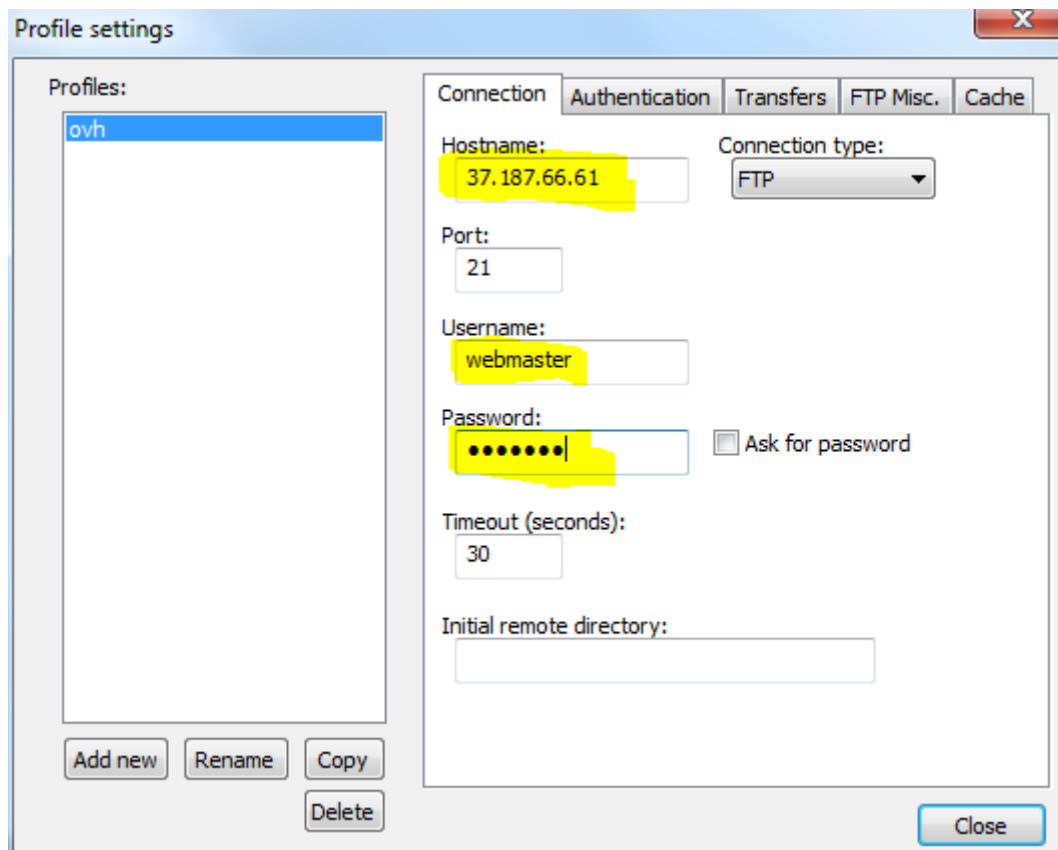 Profile settings
x
Profiles:
ovh
Add new Rename Copy
Delete
Connection Authentication Transfers FTP Misc. Cache
Hostname: Connection type:
37.187.66.61 FTP
Port:
21
Username:
webmaster
Password:
●●●●●●● Ask for password
Timeout (seconds):
30
Initial remote directory:
Close